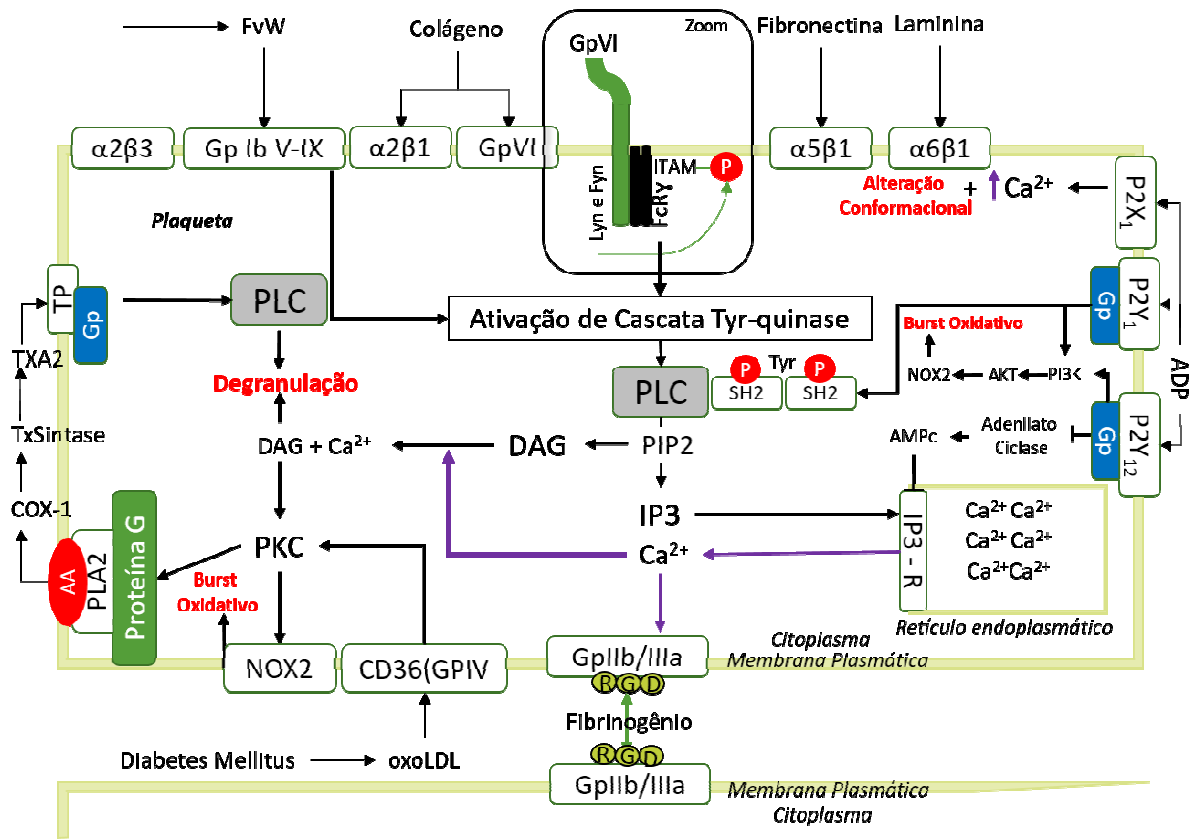 FvW
Colágeno
Zoom
GpVI
Fibronectina
Laminina
α2β3
Gp Ib V-IX
α2β1
GpVI
Lyn e Fyn
ITAM
FcRγ
P
α5β1
α6β1
Alteração
Conformacional
+
Ca²⁺
P2X₁
Plaqueta
TP
Gp
PLC
Ativação de Cascata Tyr-quinase
Burst Oxidativo
Gp
P2Y₁
TXA2
Degranulação
PLC
P
Tyr
P
SH2
SH2
NOX2
AKT
PI3K
ADP
TxSintase
DAG + Ca²⁺
DAG
PIP2
AMPc
Adenilato
Ciclase
Gp
P2Y₁₂
COX-1
IP3
IP3 - R
Ca²⁺ Ca²⁺
Ca²⁺ Ca²⁺
Ca²⁺Ca²⁺
AA
PLA2
Proteína G
PKC
Ca²⁺
Burst
Oxidativo
Retículo endoplasmático
NOX2
CD36(GPIV
GpIIb/IIIa
Citoplasma
Membrana Plasmática
R G D
Fibrinogênio
Diabetes Mellitus
oxoLDL
R G D
GpIIb/IIIa
Membrana Plasmática
Citoplasma